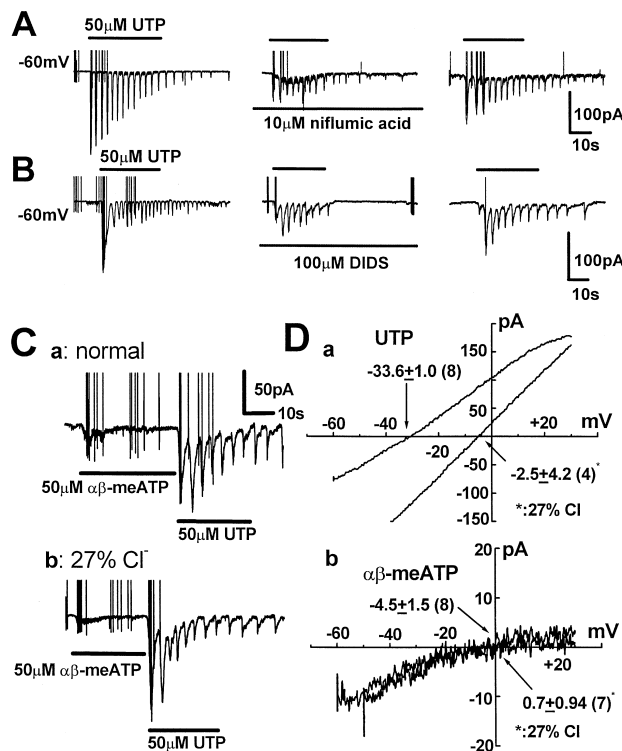 A
50μM UTP
-60mV
10μM niflumic acid
100pA
10s
B
50μM UTP
-60mV
100μM DIDS
100pA
10s
C
a: normal
50pA
10s
50μM αβ-meATP
50μM UTP
b: 27% Cl⁻
50μM αβ-meATP
50μM UTP
D
a
UTP
pA
150
-33.6±1.0 (8)
50
-60
-40
-20
+20
mV
-50
-100
-150
-2.5±4.2 (4)*
*:27% Cl
b
αβ-meATP
pA
20
10
-4.5±1.5 (8)
-60
-40
-20
+20
mV
-10
-20
0.7±0.94 (7)*
*:27% Cl